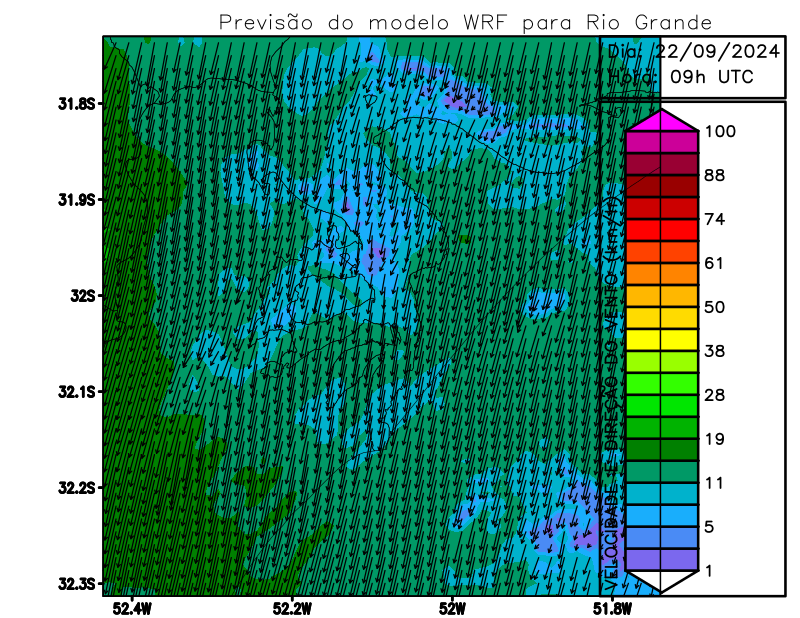 Previsão do modelo WRF para Rio Grande
Dia: 22/09/2024
Hora: 09h UTC
31.8S
31.9S
32S
32.1S
32.2S
32.3S
52.4W
52.2W
52W
51.8W
VELOCIDADE E DIREÇÃO DO VENTO (km/h)
100
88
74
61
50
38
28
19
11
5
1